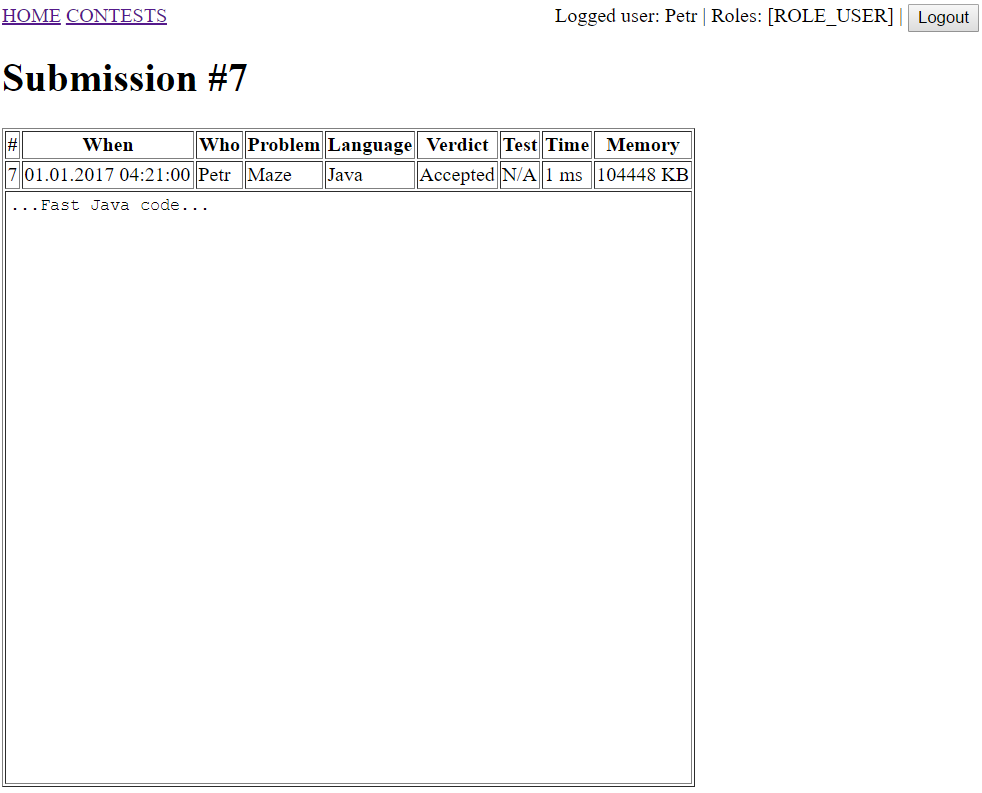 HOME CONTESTS Logged user: Petr | Roles: [ROLE_USER] | Logout
Submission #7
# When Who Problem Language Verdict Test Time Memory
7 01.01.2017 04:21:00 Petr Maze Java Accepted N/A 1 ms 104448 KB
...Fast Java code...